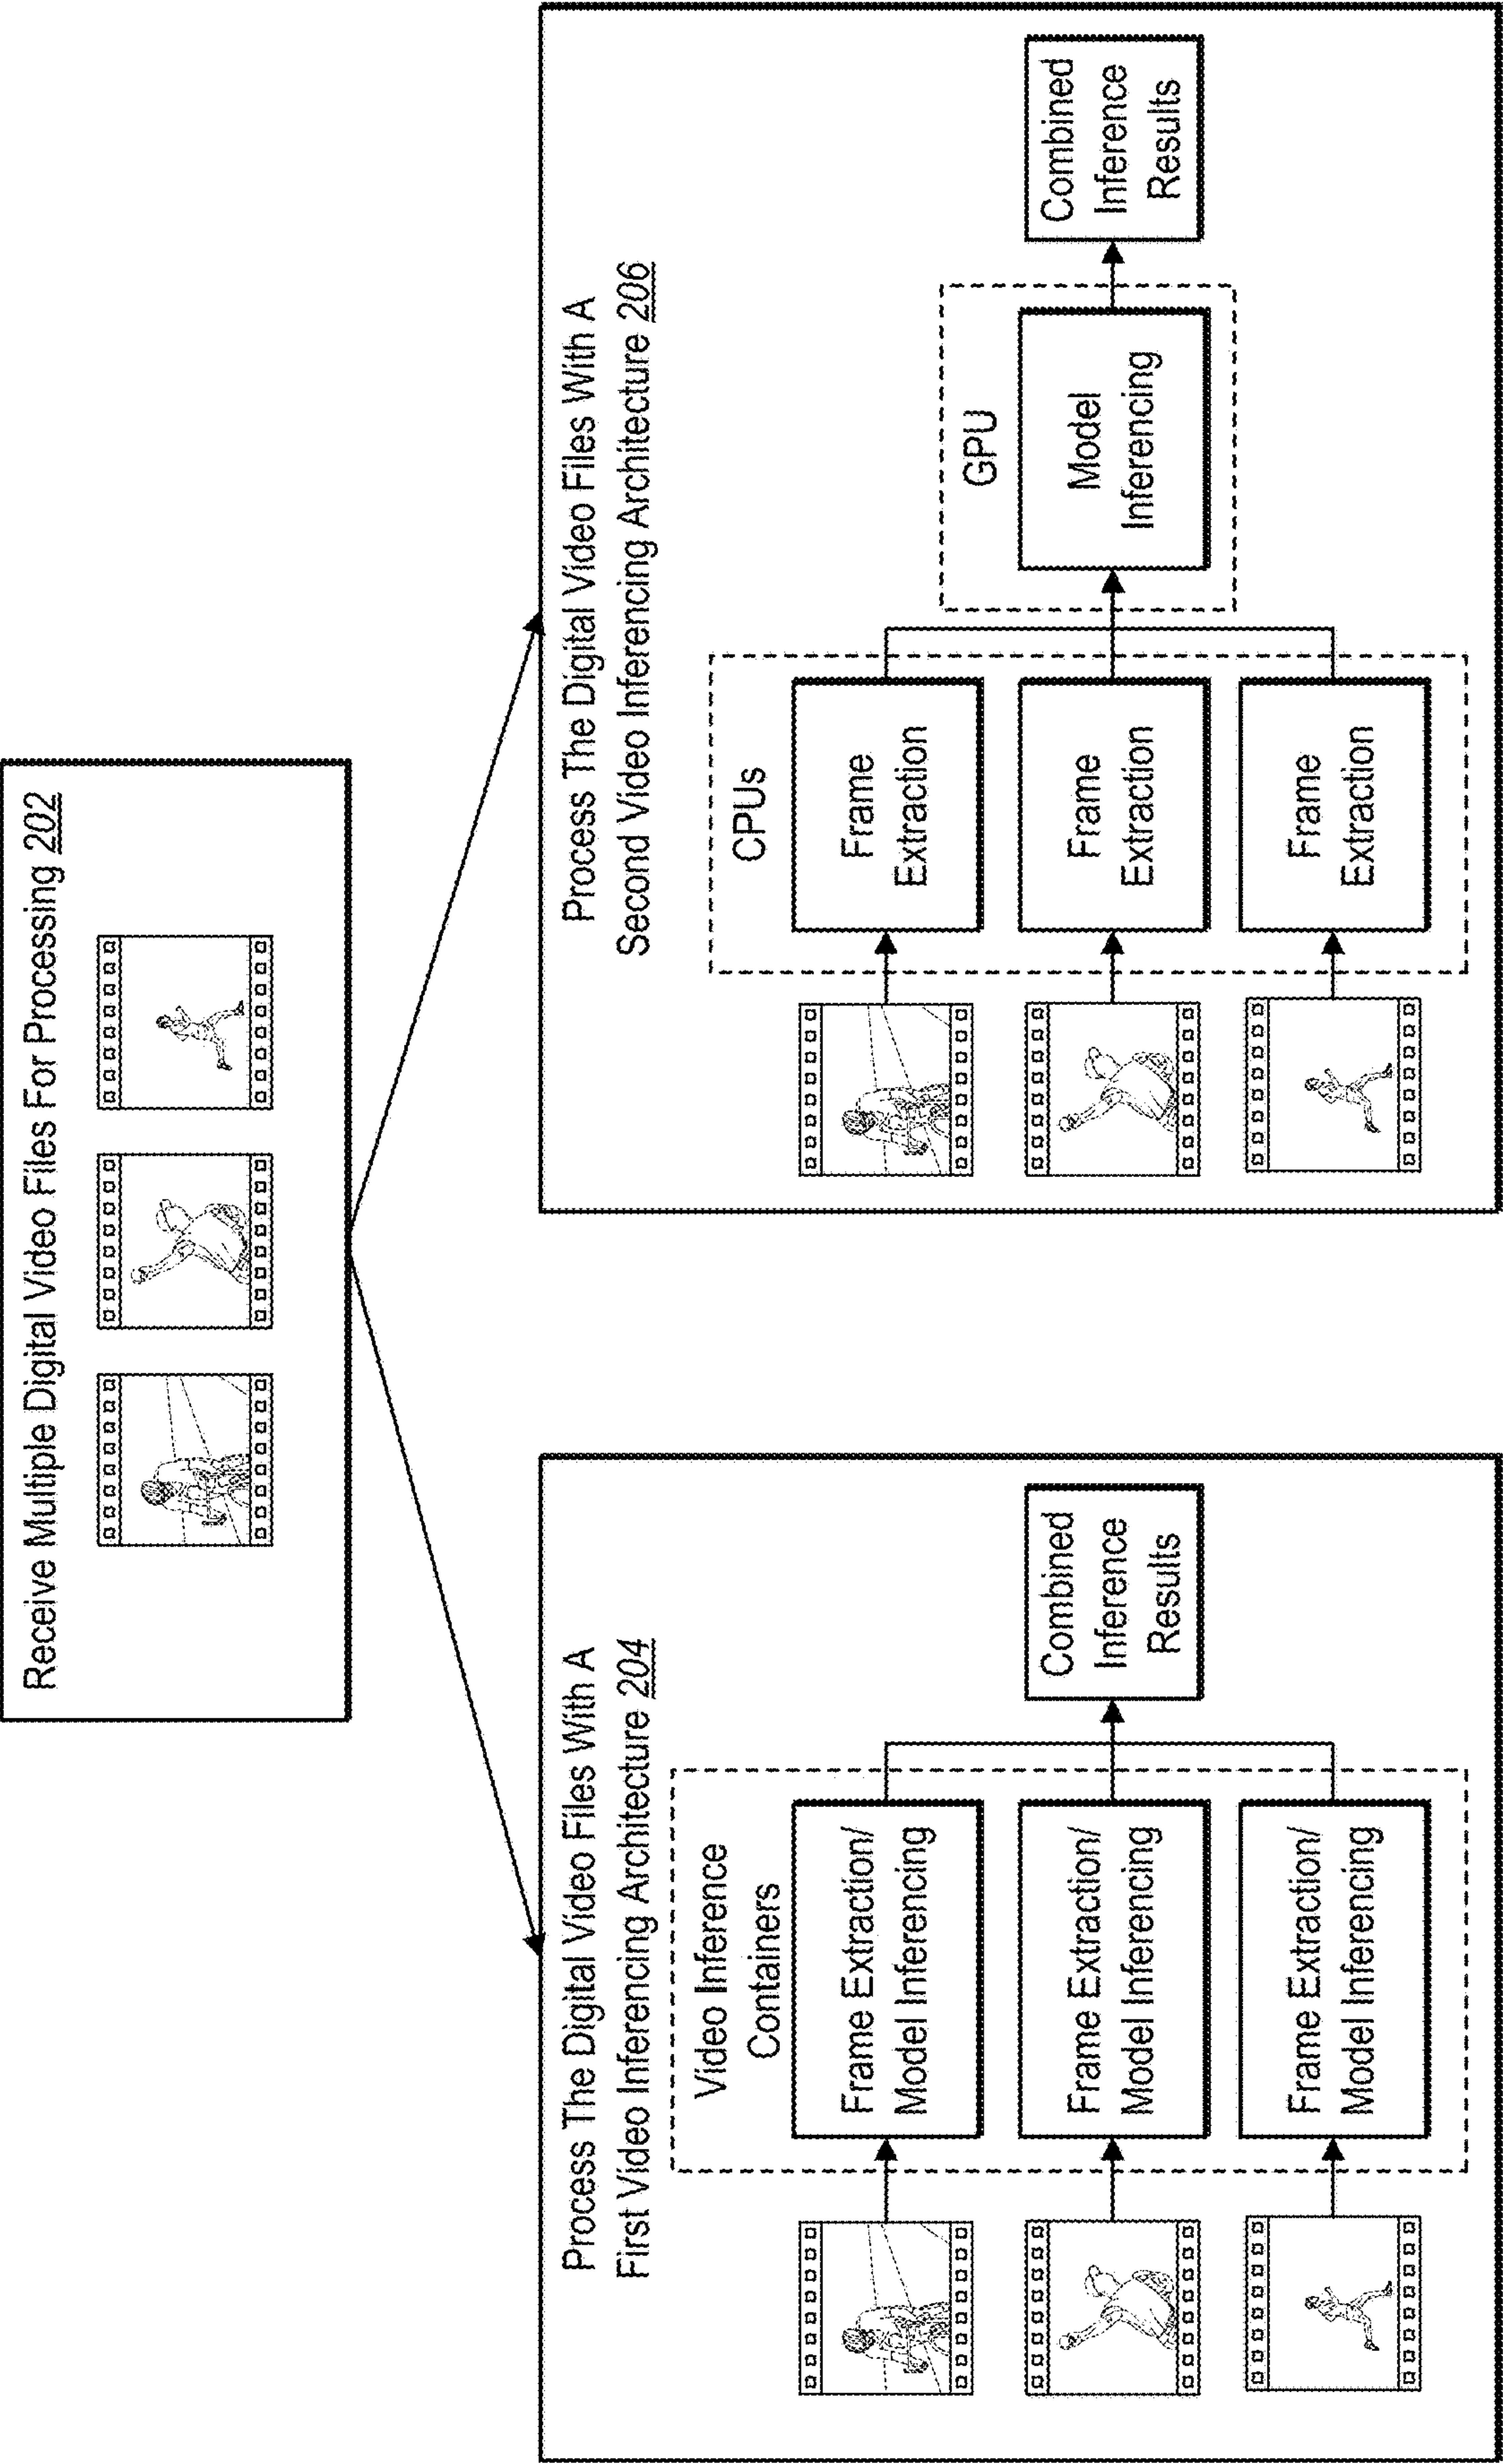 Receive Multiple Digital Video Files For Processing 202
Process The Digital Video Files With A
First Video Inferencing Architecture 204
Video Inference
Containers
Frame Extraction/
Model Inferencing
Frame Extraction/
Model Inferencing
Frame Extraction/
Model Inferencing
Combined
Inference
Results
Process The Digital Video Files With A
Second Video Inferencing Architecture 206
CPUs
Frame
Extraction
Frame
Extraction
Frame
Extraction
GPU
Model
Inferencing
Combined
Inference
Results